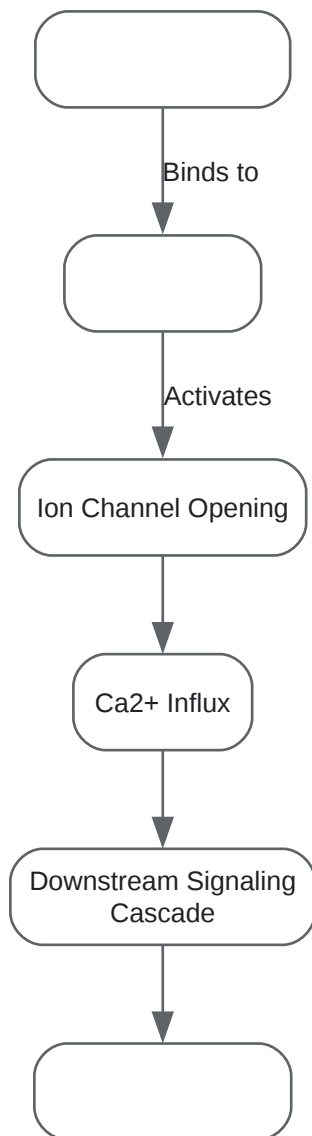 Binds to
Activates
Ion Channel Opening
Ca2+ Influx
Downstream Signaling
Cascade